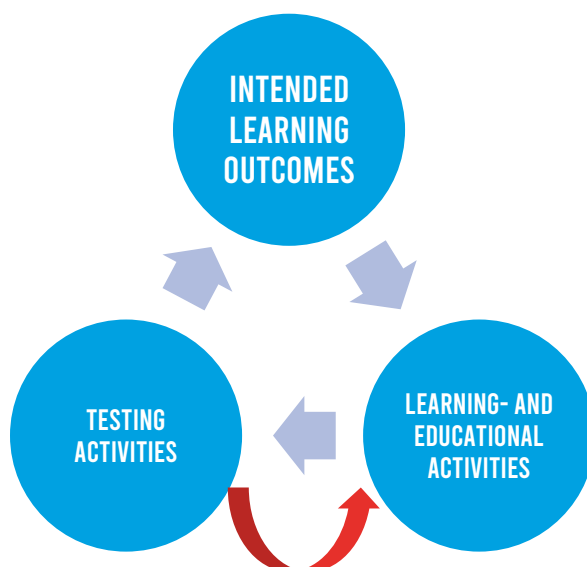 INTENDED
LEARNING
OUTCOMES
TESTING
ACTIVITIES
LEARNING- AND
EDUCATIONAL
ACTIVITIES